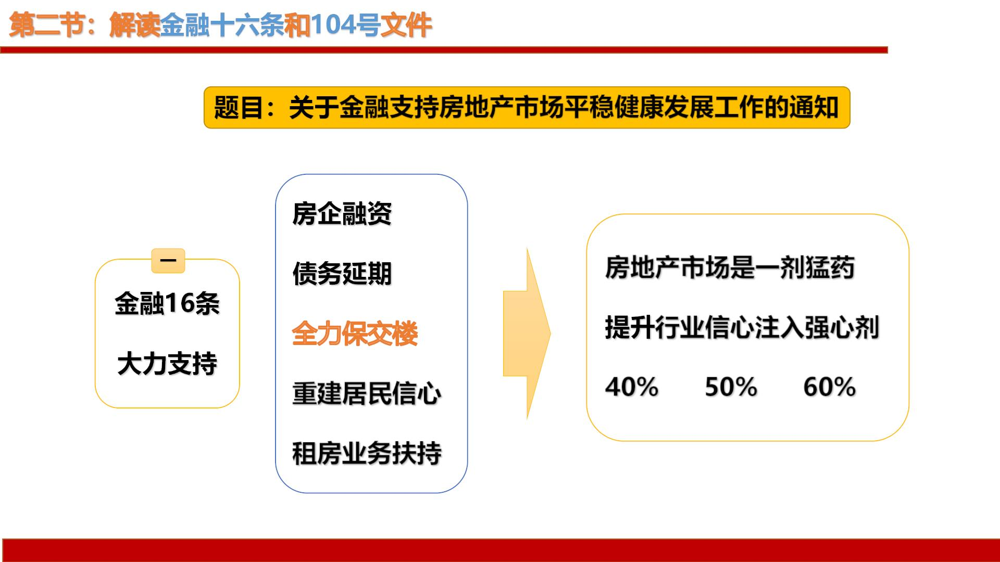 第二节：解读金融十六条和104号文件
题目：关于金融支持房地产市场平稳健康发展工作的通知
一
金融16条
大力支持
房企融资
债务延期
全力保交楼
重建居民信心
租房业务扶持
房地产市场是一剂猛药
提升行业信心注入强心剂
40% 50% 60%